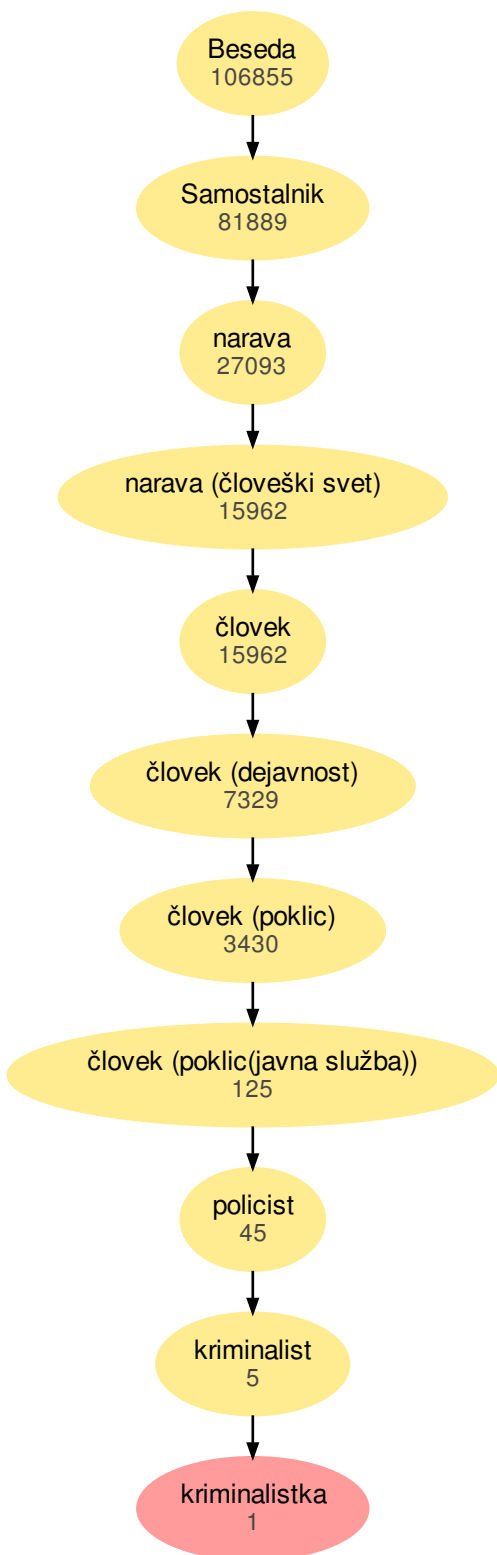 Beseda
106855
Samostalnik
81889
narava
27093
narava (človeški svet)
15962
človek
15962
človek (dejavnost)
7329
človek (poklic)
3430
človek (poklic(javna služba))
125
policist
45
kriminalist
5
kriminalistka
1